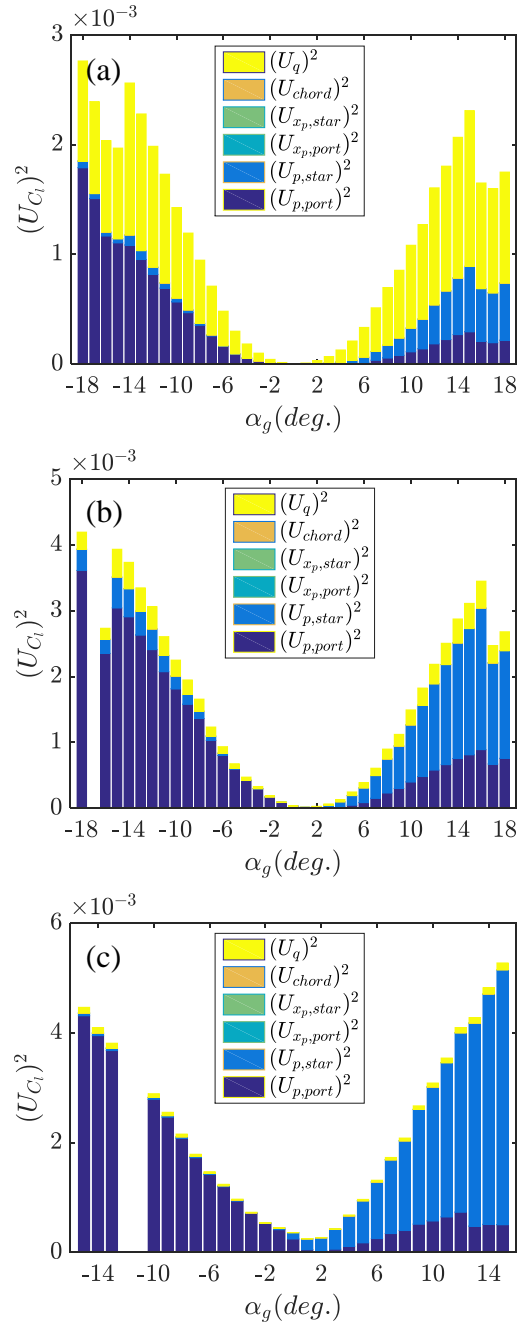 ×10⁻³
3
(a)
(U_q)²
(U_chord)²
(U_{x_p,star})²
2
(U_{x_p,port})²
(U_{p,star})²
(U_{p,port})²
(U_{C_l})²
1
0
-18 -14 -10 -6 -2 2 6 10 14 18
α_g(deg.)
×10⁻³
5
(b)
(U_q)²
(U_chord)²
4
(U_{x_p,star})²
(U_{x_p,port})²
3
(U_{p,star})²
(U_{p,port})²
(U_{C_l})²
2
1
0
-18 -14 -10 -6 -2 2 6 10 14 18
α_g(deg.)
×10⁻³
6
(c)
(U_q)²
(U_chord)²
(U_{x_p,star})²
4
(U_{x_p,port})²
(U_{p,star})²
(U_{p,port})²
(U_{C_l})²
2
0
-14 -10 -6 -2 2 6 10 14
α_g(deg.)